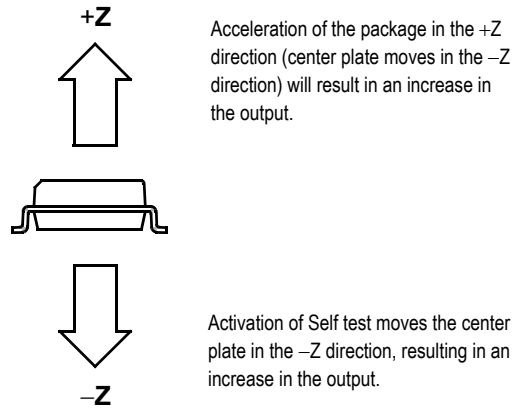 +Z
Acceleration of the package in the +Z
direction (center plate moves in the −Z
direction) will result in an increase in
the output.
Activation of Self test moves the center
plate in the −Z direction, resulting in an
increase in the output.
−Z